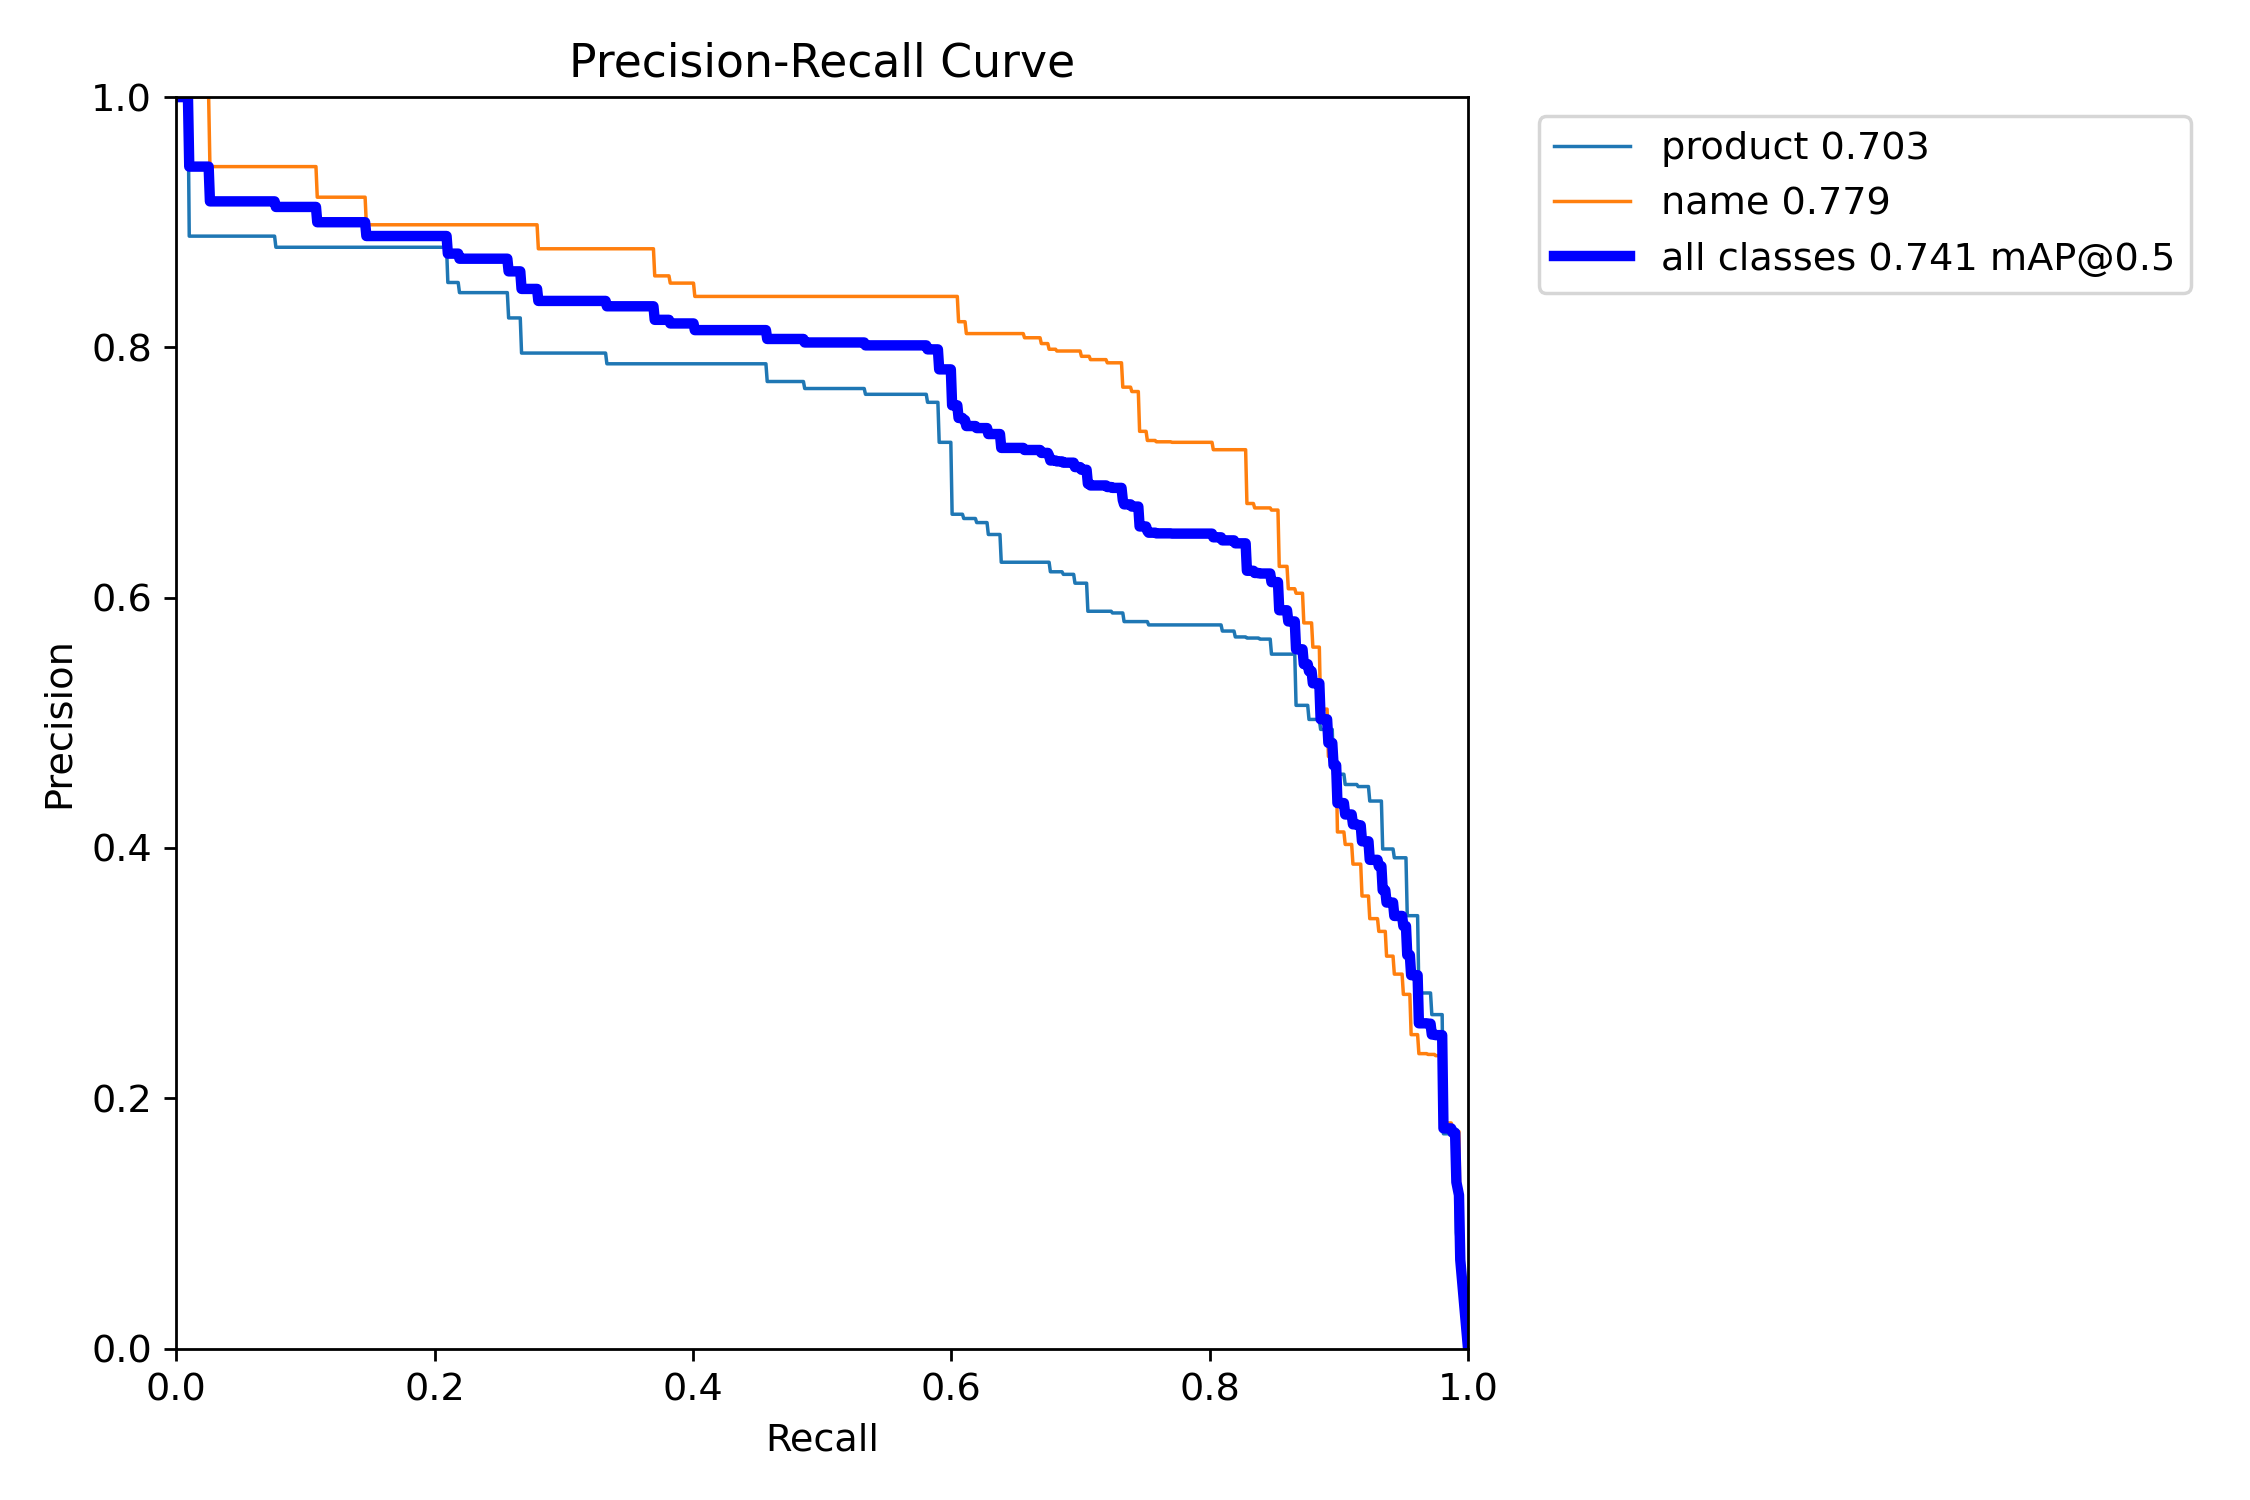 Precision-Recall Curve
1.0
0.8
0.6
0.4
0.2
0.0
Precision
0.0 0.2 0.4 0.6 0.8 1.0
Recall
product 0.703
name 0.779
all classes 0.741 mAP@0.5